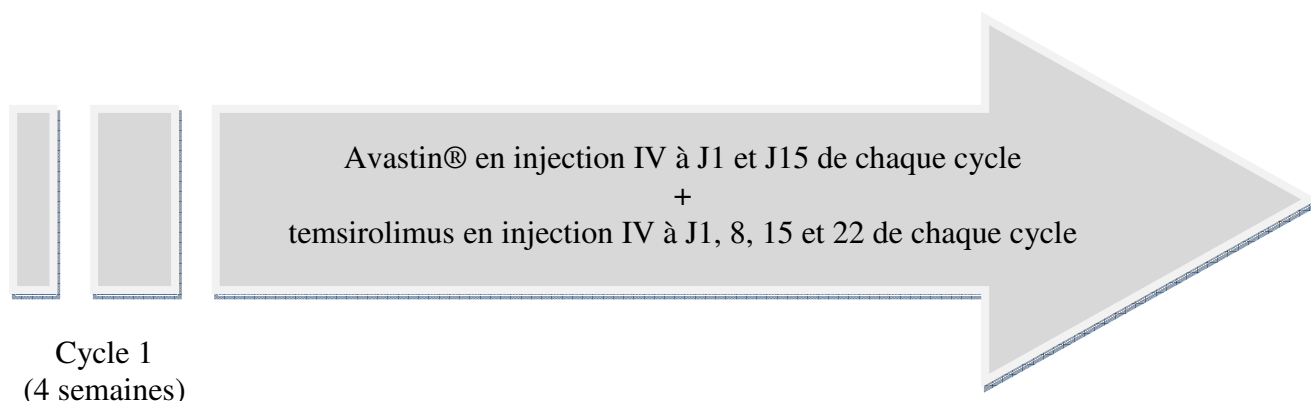 Avastin® en injection IV à J1 et J15 de chaque cycle
+
temsirolimus en injection IV à J1, 8, 15 et 22 de chaque cycle
Cycle 1
(4 semaines)